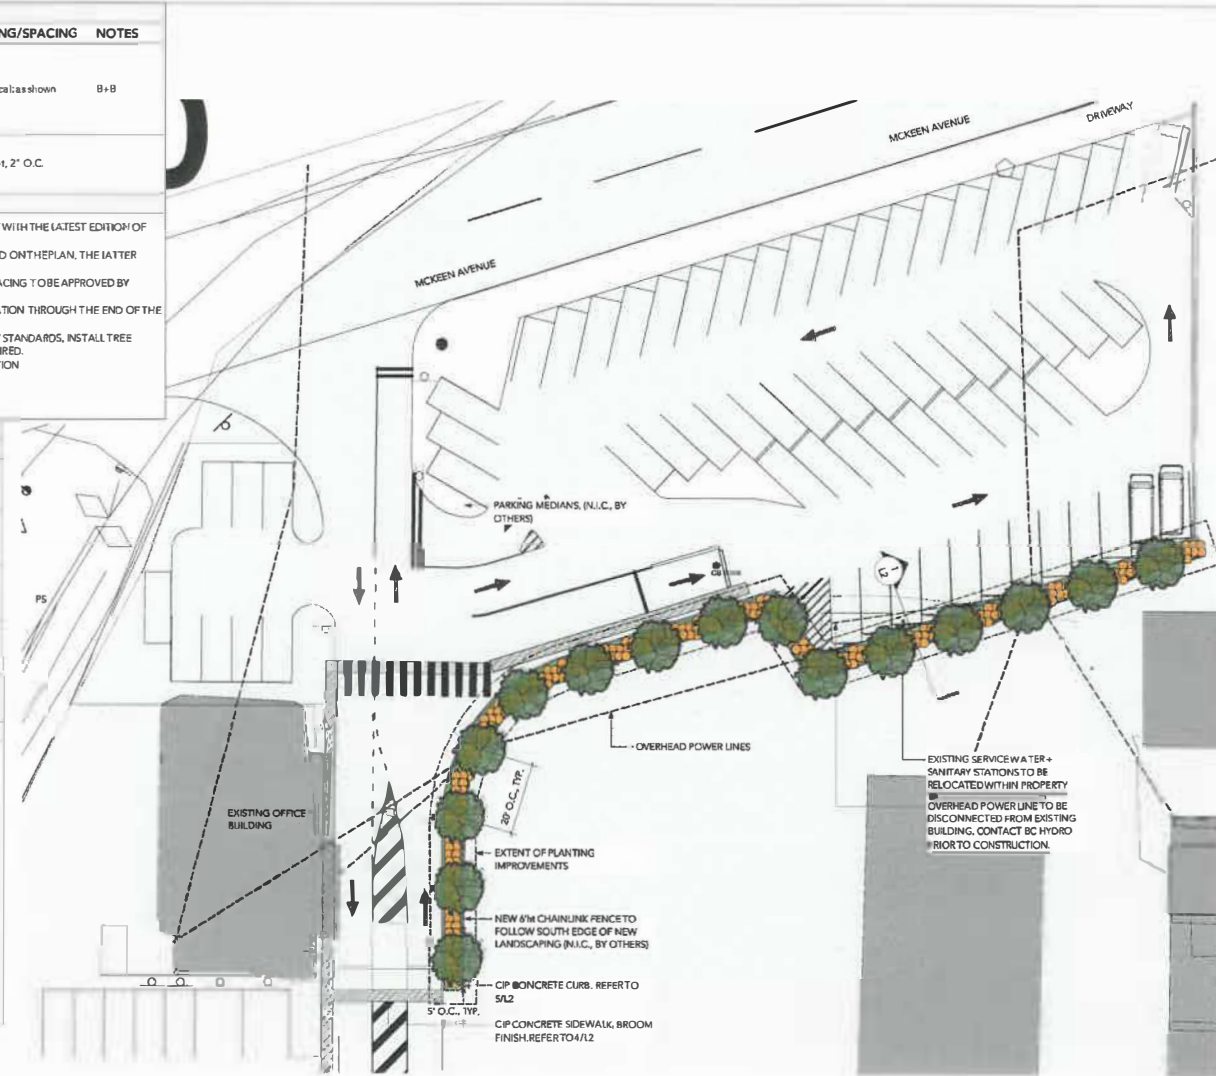 NG/SPACING NOTES
cal: as shown B+B
t, 2" O.C.
WITH THE LATEST EDITION OF
D ON THE PLAN, THE LATTER
ACING TO BE APPROVED BY
TION THROUGH THE END OF THE
STANDARDS, INSTALL TREE
IRED.
ION
DRIVEWAY
MCKEEN AVENUE
MCKEEN AVENUE
PARKING MEDIANS, (N.I.C., BY
OTHERS)
PS
OVERHEAD POWER LINES
20' O.C., TYP.
EXISTING SERVICE WATER +
SANITARY STATIONS TO BE
RELOCATED WITHIN PROPERTY
OVERHEAD POWER LINE TO BE
DISCONNECTED FROM EXISTING
BUILDING, CONTACT BC HYDRO
PRIOR TO CONSTRUCTION.
EXISTING OFFICE
BUILDING
EXTENT OF PLANTING
IMPROVEMENTS
NEW 6'ht CHAINLINK FENCE TO
FOLLOW SOUTH EDGE OF NEW
LANDSCAPING (N.I.C., BY OTHERS)
CIP CONCRETE CURB. REFER TO
5/L2
5' O.C., TYP.
CIP CONCRETE SIDEWALK, BROOM
FINISH. REFER TO 4/L2